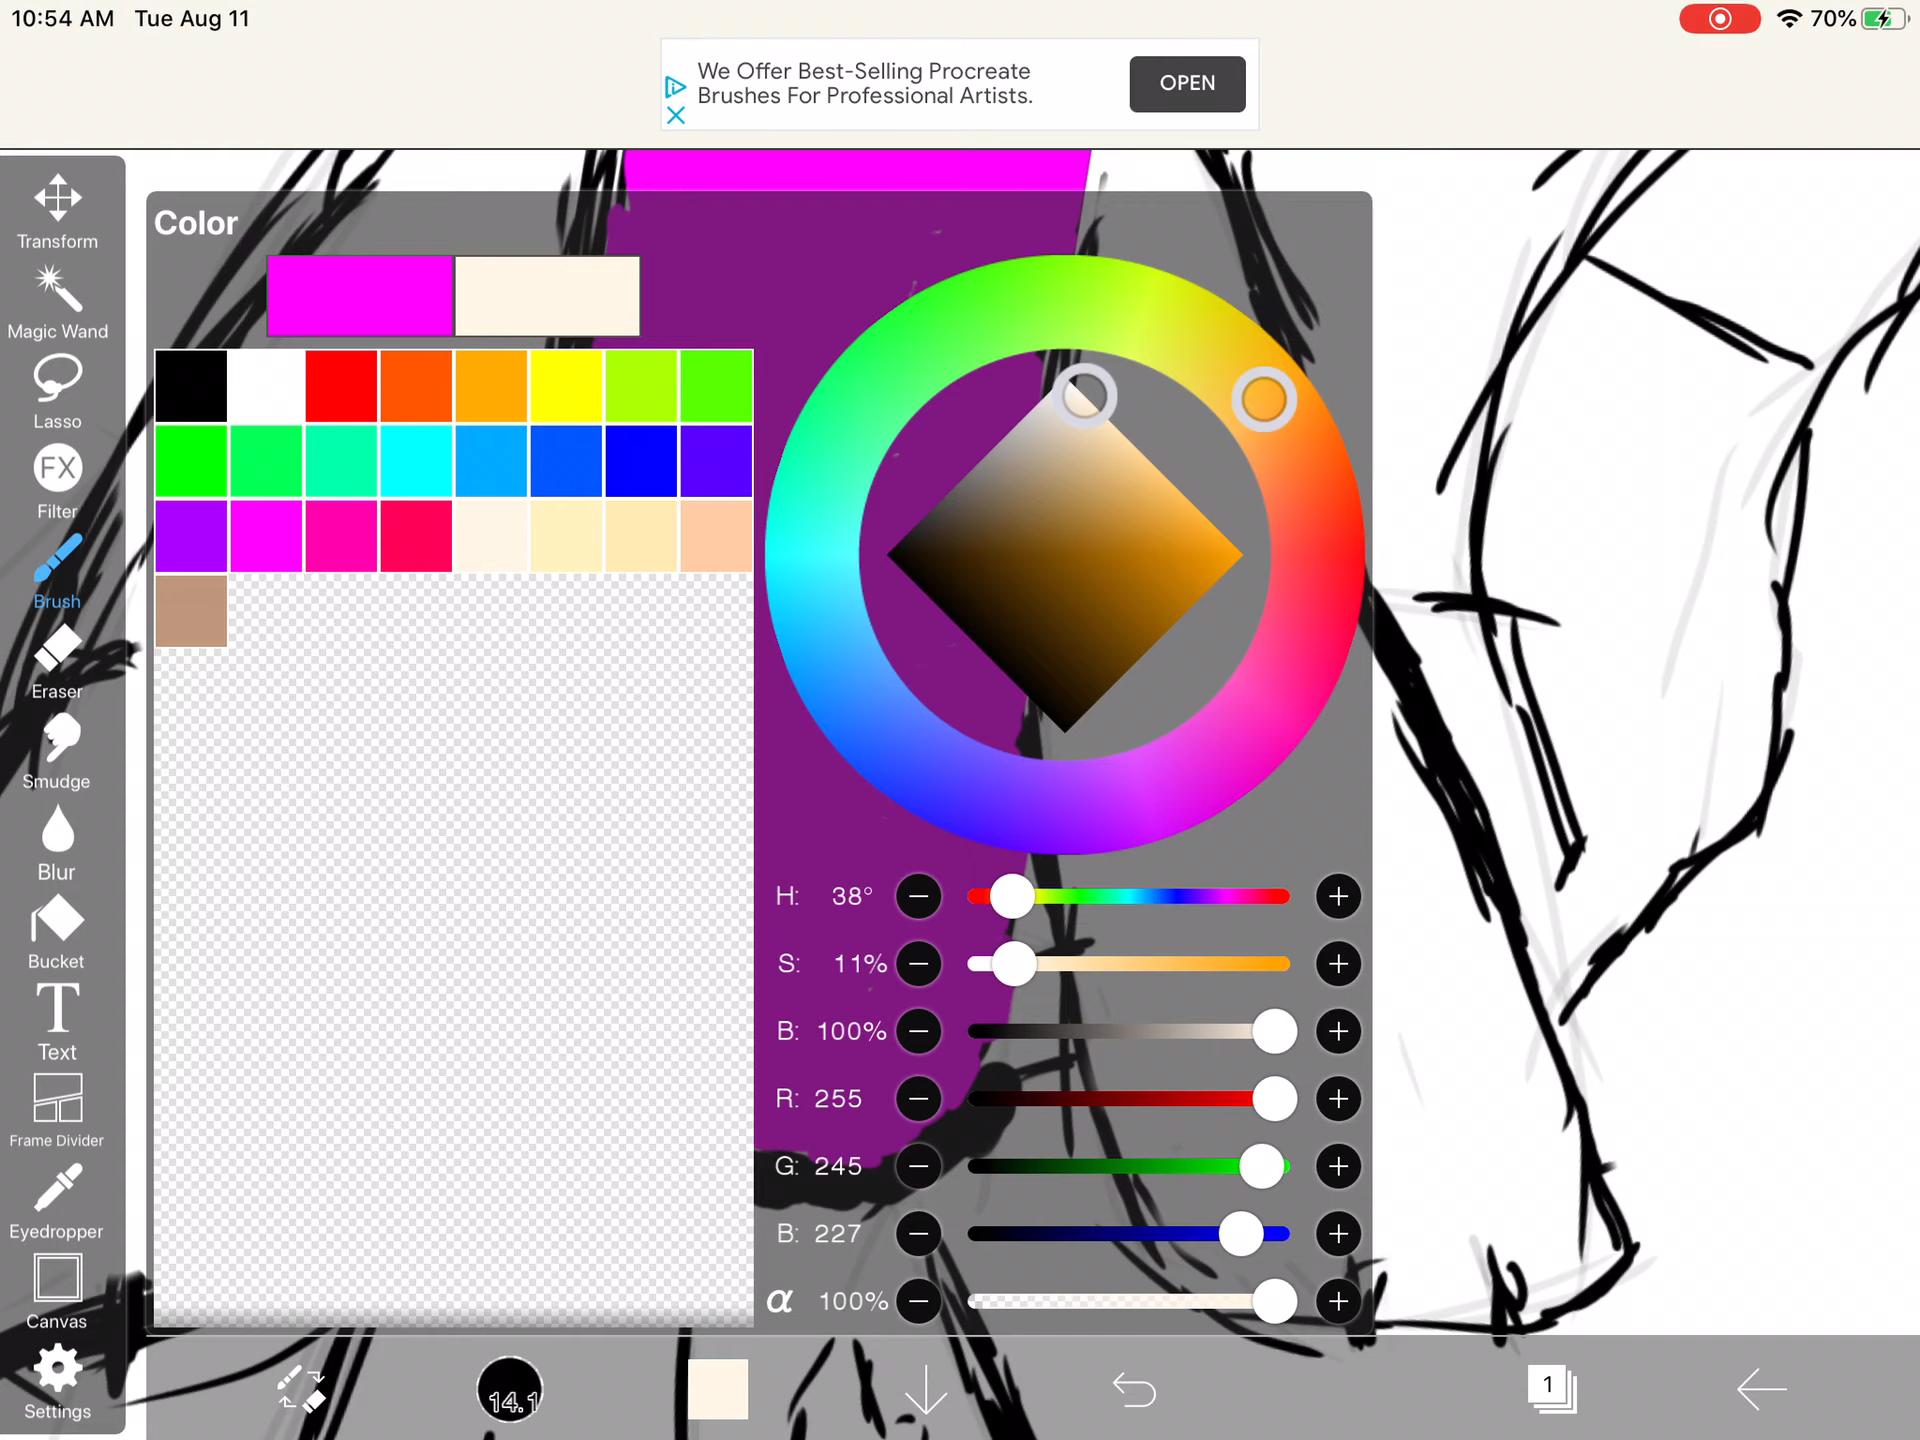 10:54 AM Tue Aug 11
70%
We Offer Best-Selling Procreate
Brushes For Professional Artists.
OPEN
Transform
Magic Wand
Lasso
FX
Filter
Brush
Eraser
Smudge
Blur
Bucket
T
Text
Frame Divider
Eyedropper
Canvas
Settings
Color
H: 38°
S: 11%
B: 100%
R: 255
G: 245
B: 227
α 100%
14.1
1